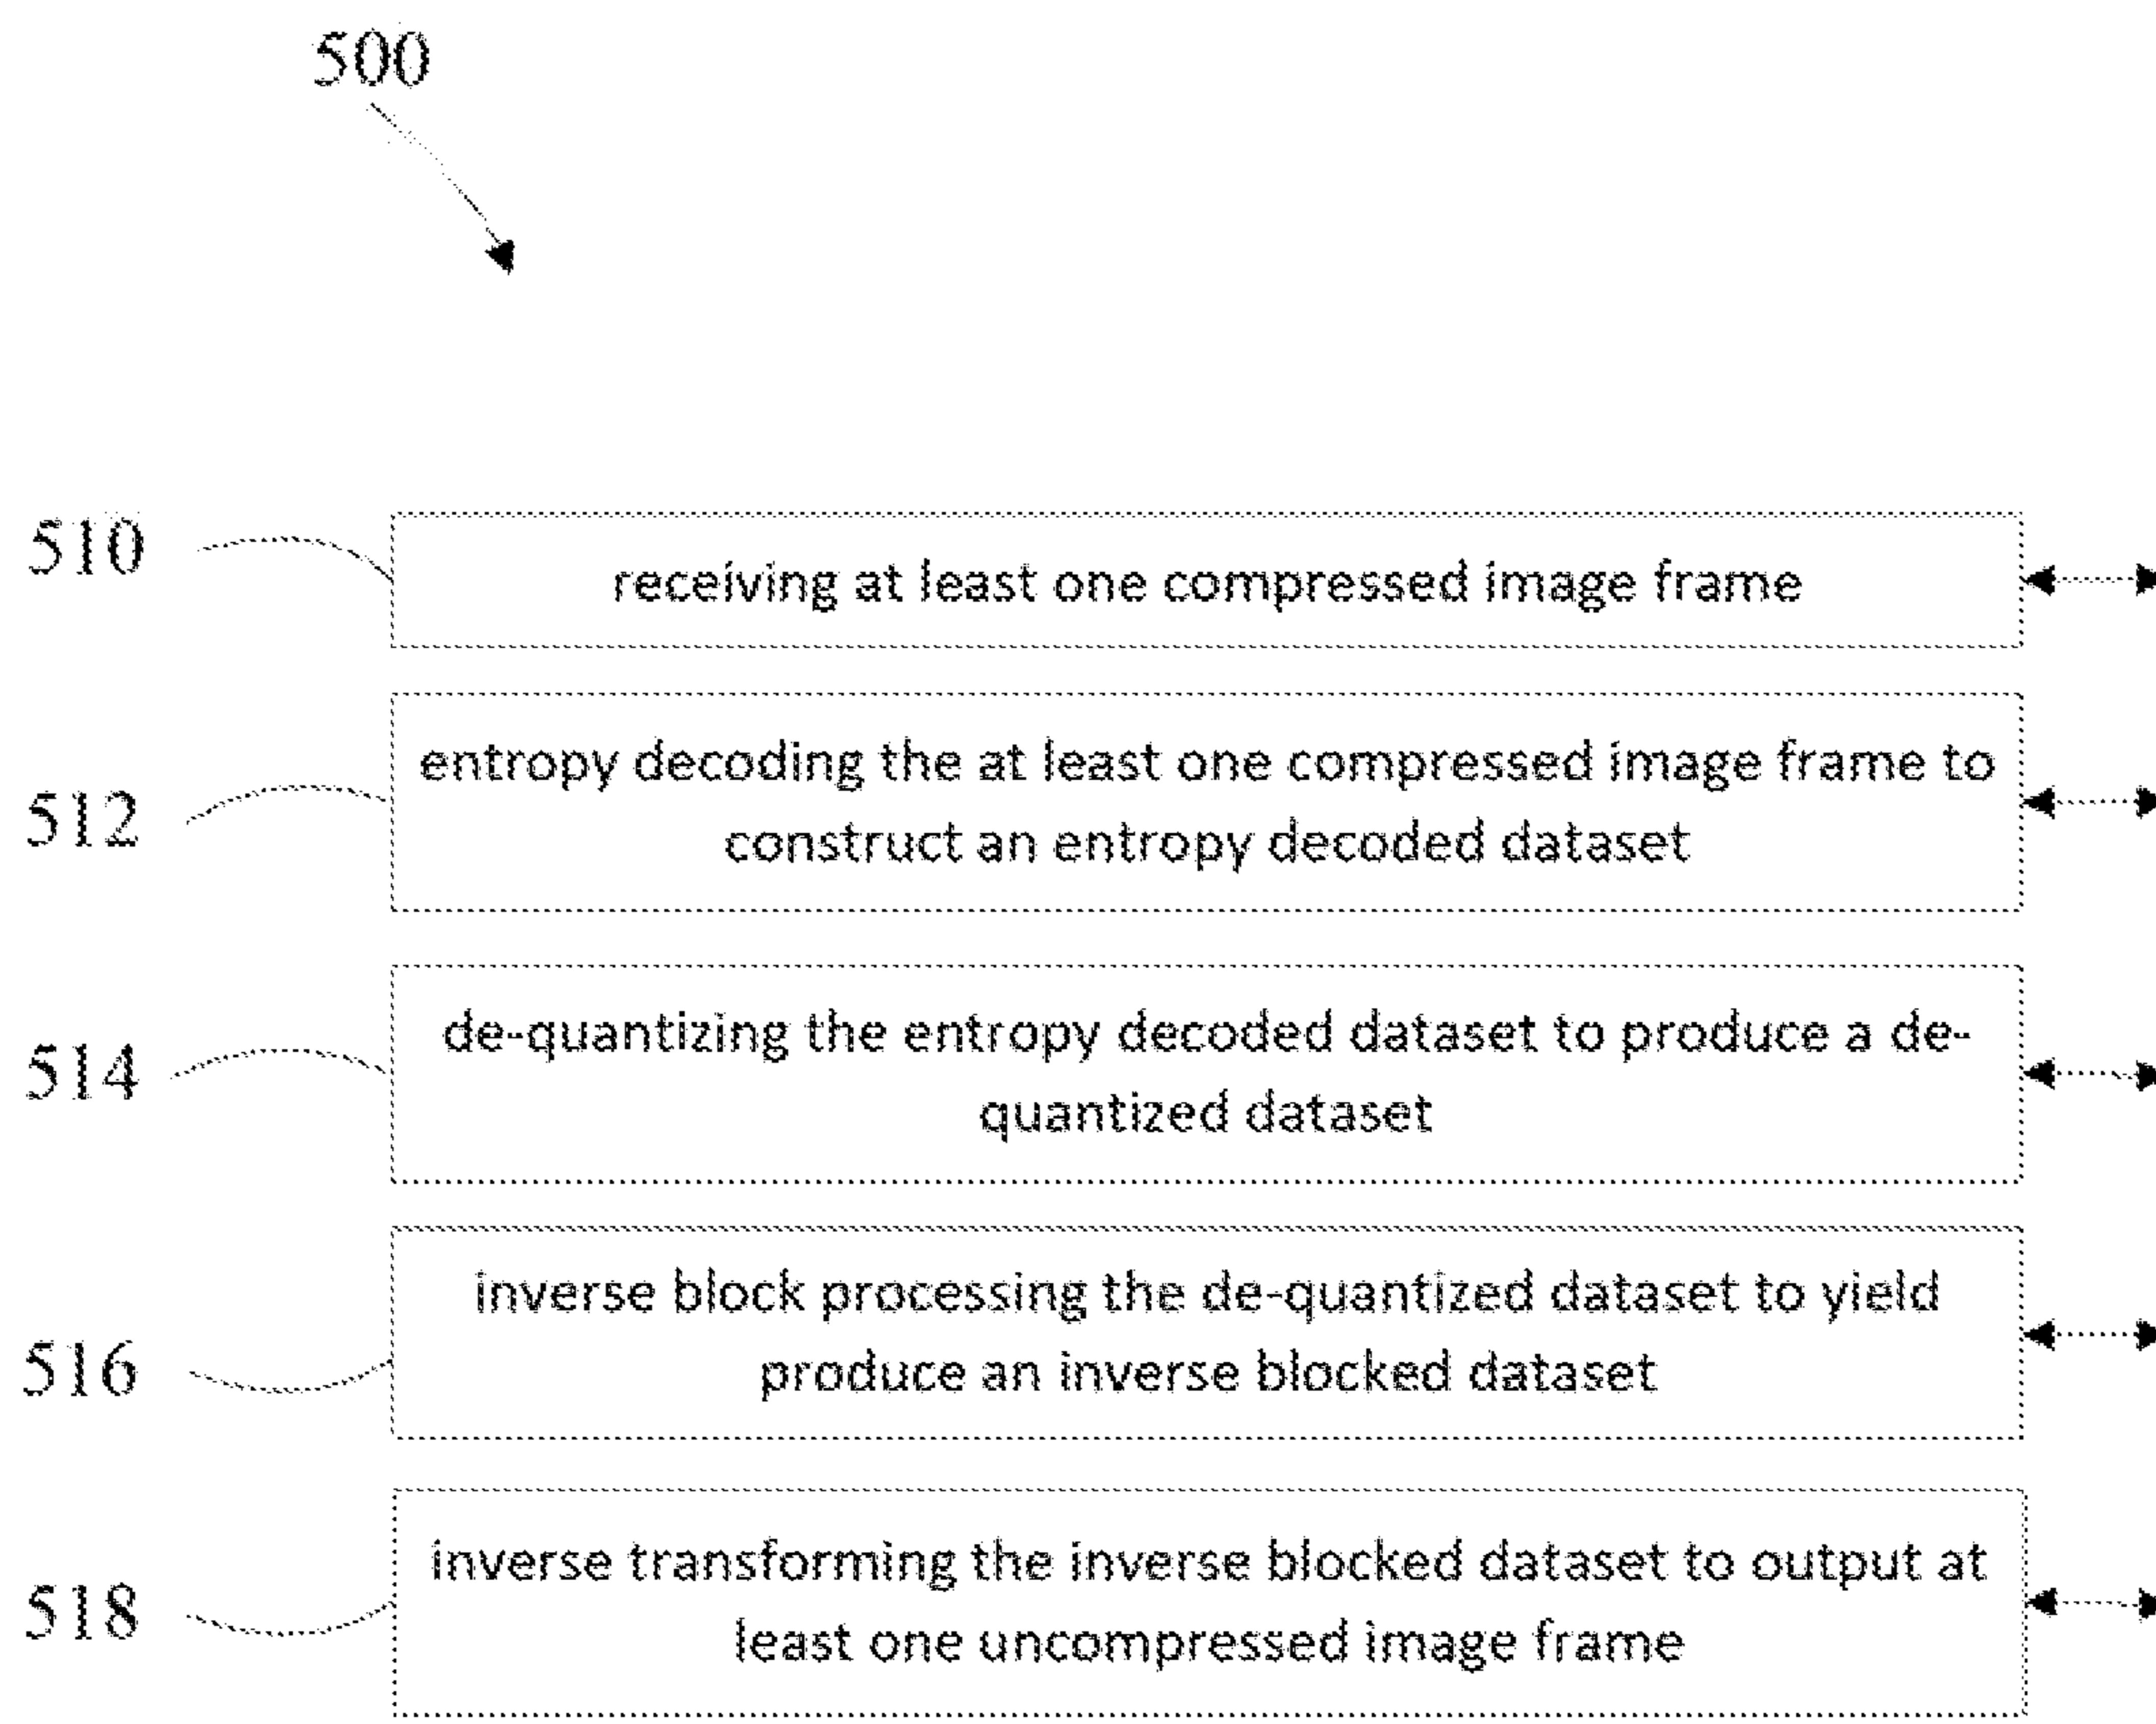 500
510
receiving at least one compressed image frame
512
entropy decoding the at least one compressed image frame to
construct an entropy decoded dataset
514
de-quantizing the entropy decoded dataset to produce a de-
quantized dataset
516
inverse block processing the de-quantized dataset to yield
produce an inverse blocked dataset
518
inverse transforming the inverse blocked dataset to output at
least one uncompressed image frame